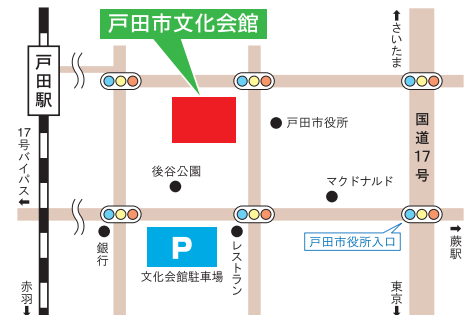 戸田市文化会館
さいたま
戸田駅
国道17号
戸田市役所
17号バイパス
後谷公園
マクドナルド
銀行
P
レストラン
戸田市役所入口
蕨駅
文化会館駐車場
赤羽
東京